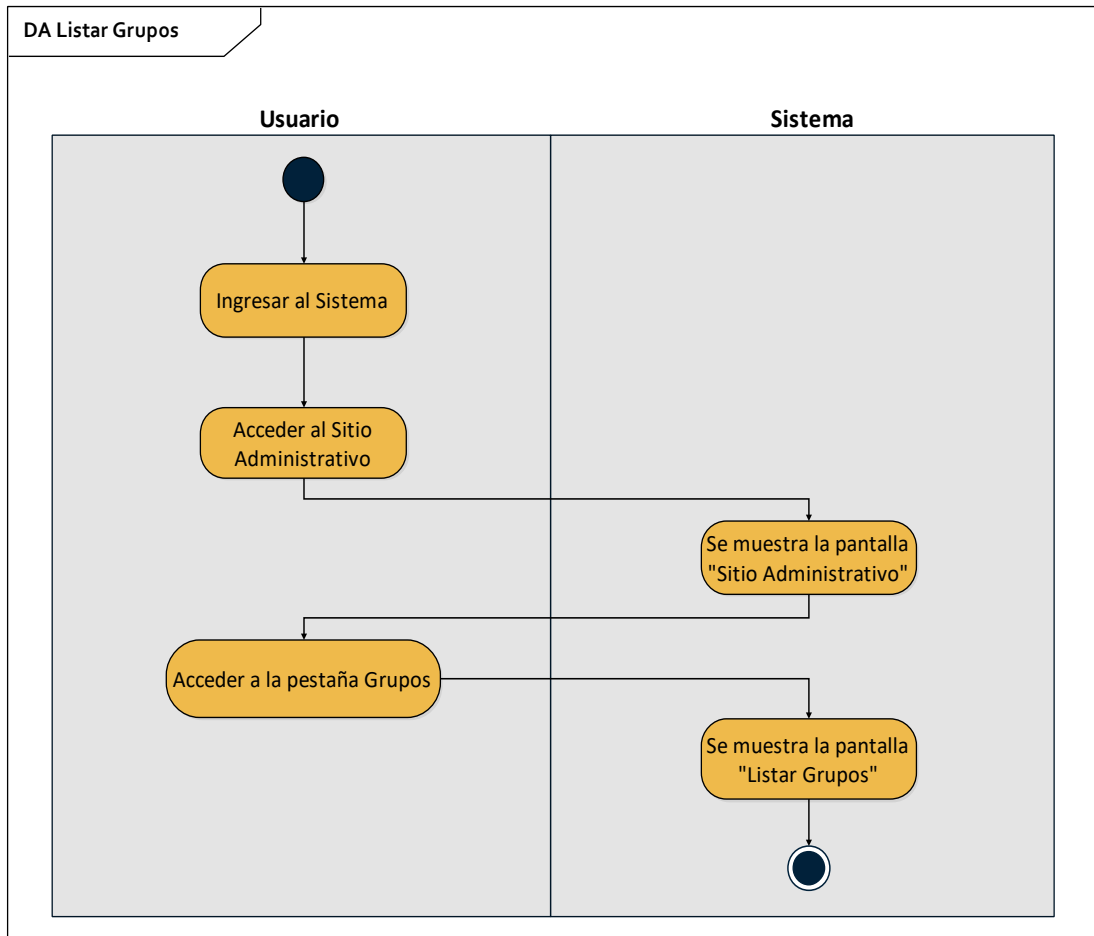 DA Listar Grupos
Usuario
Sistema
Ingresar al Sistema
Acceder al Sitio
Administrativo
Se muestra la pantalla
"Sitio Administrativo"
Acceder a la pestaña Grupos
Se muestra la pantalla
"Listar Grupos"